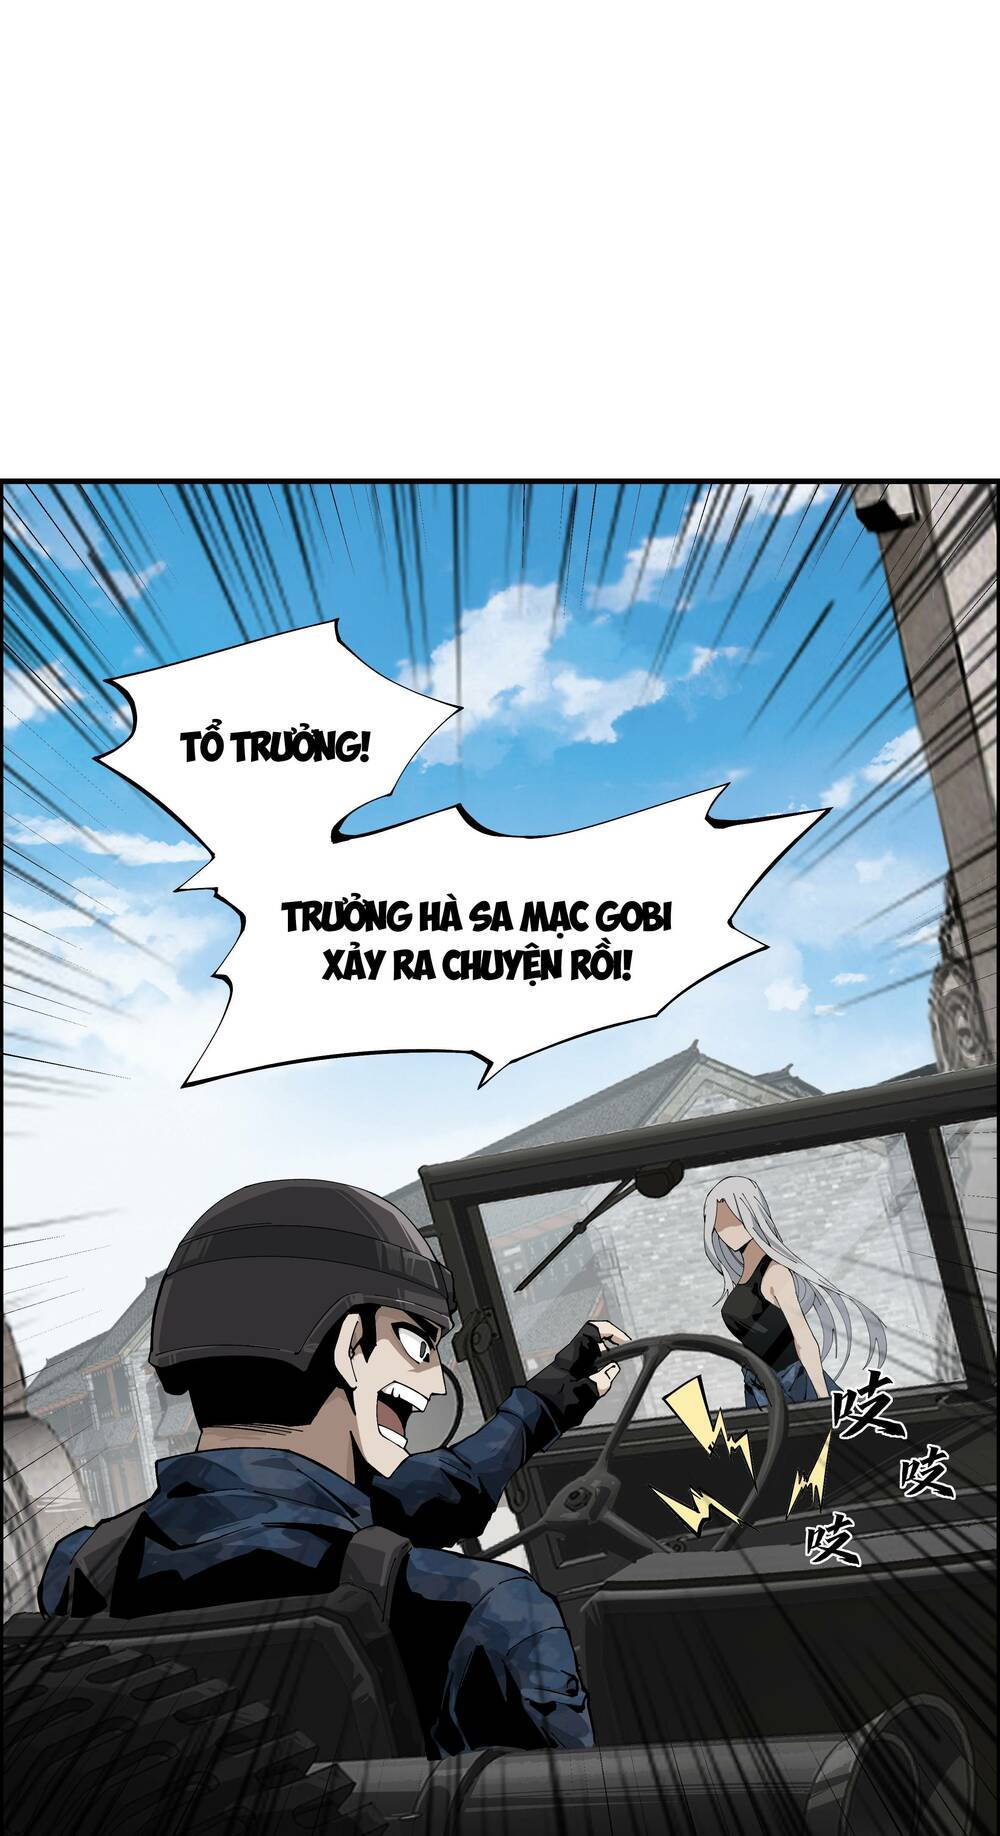 TỔ TRƯỞNG!
TRƯỞNG HÀ SA MẠC GOBI
XẢY RA CHUYỆN RỒI!
吱
吱
吱